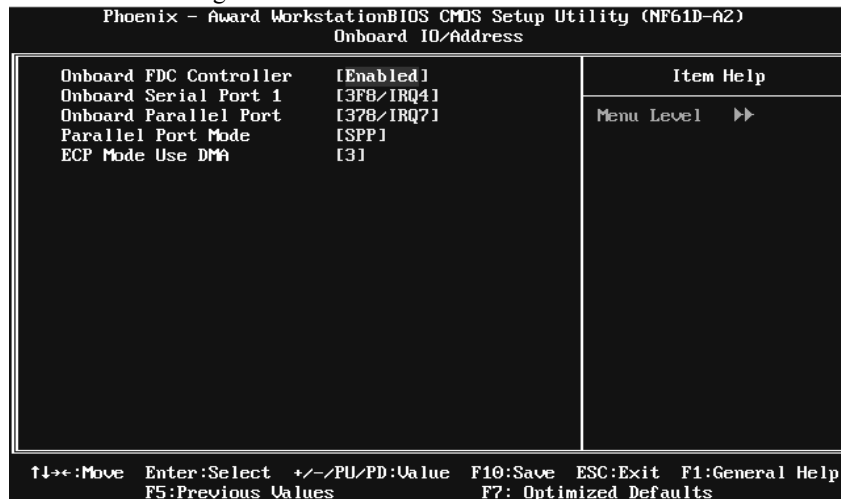 Phoenix - Award WorkstationBIOS CMOS Setup Utility (NF61D-A2)
Onboard IO/Address
Onboard FDC Controller [Enabled]
Onboard Serial Port 1 [3F8/IRQ4]
Onboard Parallel Port [378/IRQ7]
Parallel Port Mode [SPP]
ECP Mode Use DMA [3]
Item Help
Menu Level ▶▶
↑↓→←:Move Enter:Select +/-/PU/PD:Value F10:Save ESC:Exit F1:General Help
F5:Previous Values F7: Optimized Defaults